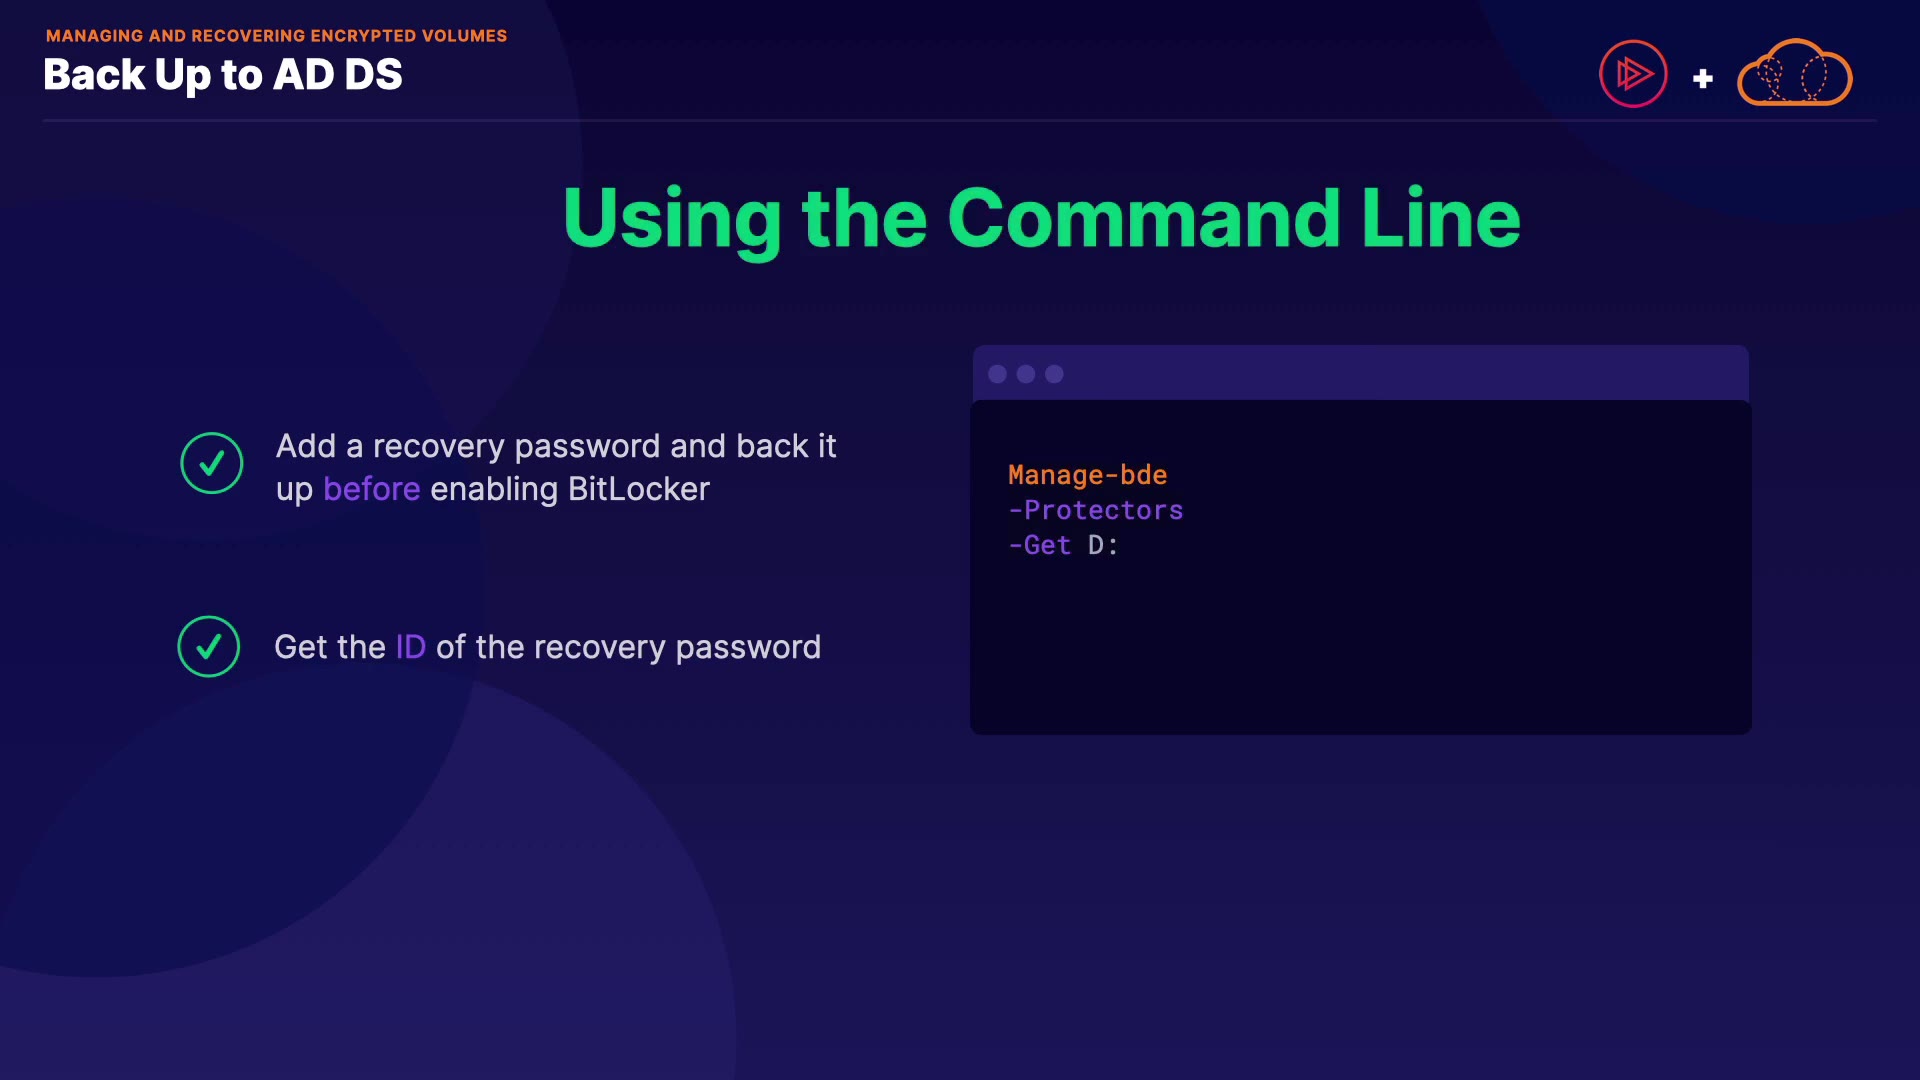 MANAGING AND RECOVERING ENCRYPTED VOLUMES
Back Up to AD DS
+
Using the Command Line
Add a recovery password and back it
up before enabling BitLocker
Get the ID of the recovery password
Manage-bde
-Protectors
-Get D: